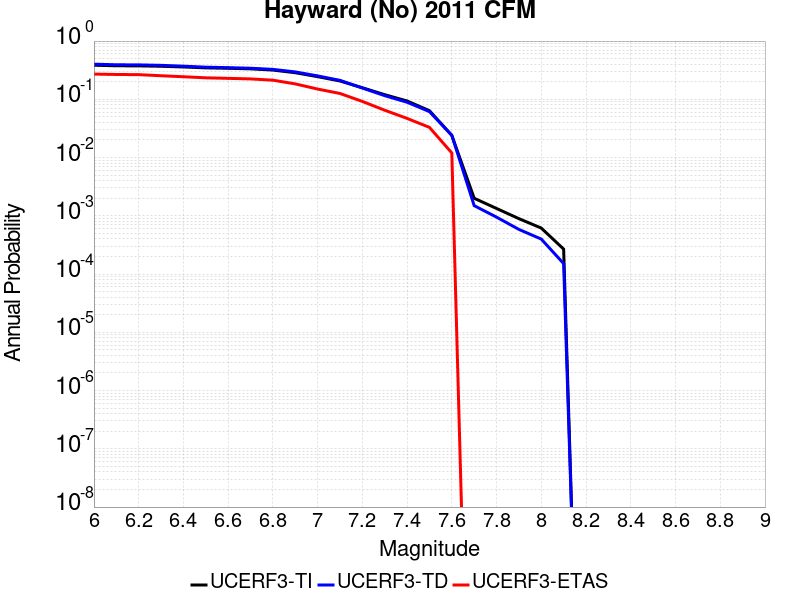 Hayward (No) 2011 CFM
10^0
10^-1
10^-2
10^-3
10^-4
10^-5
10^-6
10^-7
10^-8
Annual Probability
6 6.2 6.4 6.6 6.8 7 7.2 7.4 7.6 7.8 8 8.2 8.4 8.6 8.8 9
Magnitude
UCERF3-TI UCERF3-TD UCERF3-ETAS